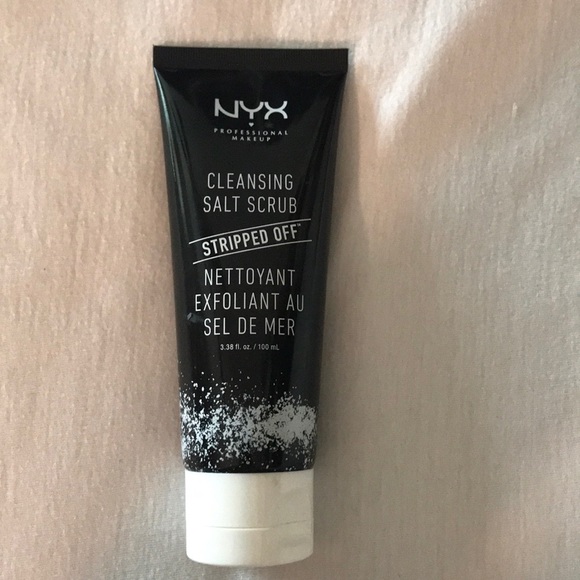 NYX
PROFESSIONAL
MAKEUP
CLEANSING
SALT SCRUB
STRIPPED OFF™
NETTOYANT
EXFOLIANT AU
SEL DE MER
3.38 fl. oz. / 100 mL